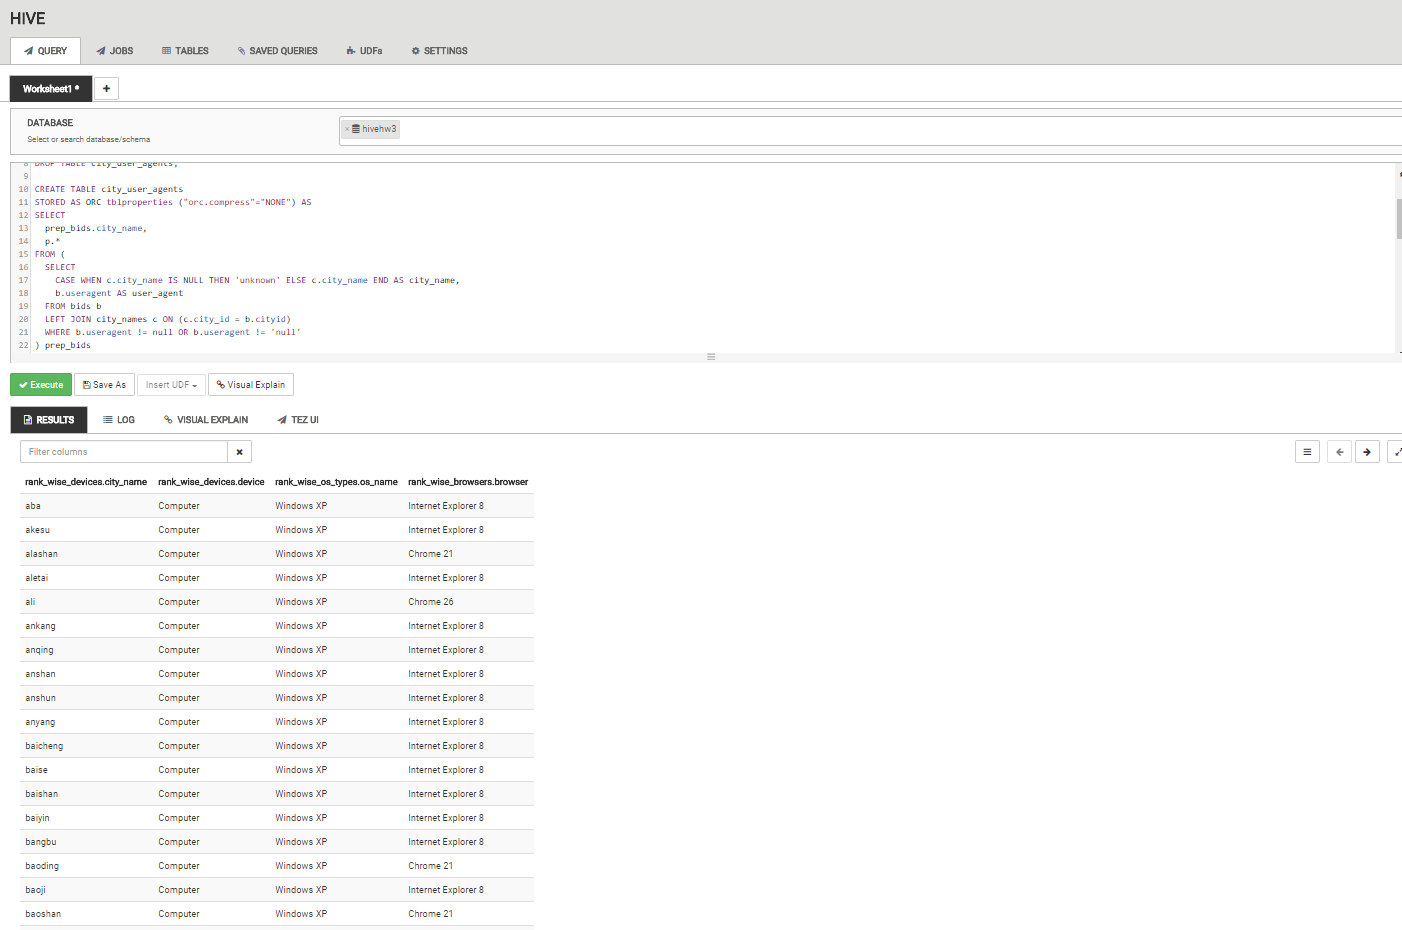 HIVE
QUERY JOBS TABLES SAVED QUERIES UDFs SETTINGS
Worksheet1 * +
DATABASE
Select or search database/schema
× hivehw3
8 DROP TABLE city_user_agents;
9
10 CREATE TABLE city_user_agents
11 STORED AS ORC tblproperties ("orc.compress"="NONE") AS
12 SELECT
13 prep_bids.city_name,
14 p.*
15 FROM (
16 SELECT
17 CASE WHEN c.city_name IS NULL THEN 'unknown' ELSE c.city_name END AS city_name,
18 b.useragent AS user_agent
19 FROM bids b
20 LEFT JOIN city_names c ON (c.city_id = b.cityid)
21 WHERE b.useragent != null OR b.useragent != 'null'
22 ) prep_bids
Execute Save As Insert UDF Visual Explain
RESULTS LOG VISUAL EXPLAIN TEZ UI
Filter columns
rank_wise_devices.city_name rank_wise_devices.device rank_wise_os_types.os_name rank_wise_browsers.browser
aba Computer Windows XP Internet Explorer 8
akesu Computer Windows XP Internet Explorer 8
alashan Computer Windows XP Chrome 21
aletai Computer Windows XP Internet Explorer 8
ali Computer Windows XP Chrome 26
ankang Computer Windows XP Internet Explorer 8
anqing Computer Windows XP Internet Explorer 8
anshan Computer Windows XP Internet Explorer 8
anshun Computer Windows XP Internet Explorer 8
anyang Computer Windows XP Internet Explorer 8
baicheng Computer Windows XP Internet Explorer 8
baise Computer Windows XP Internet Explorer 8
baishan Computer Windows XP Internet Explorer 8
baiyin Computer Windows XP Internet Explorer 8
bangbu Computer Windows XP Internet Explorer 8
baoding Computer Windows XP Chrome 21
baoji Computer Windows XP Internet Explorer 8
baoshan Computer Windows XP Chrome 21